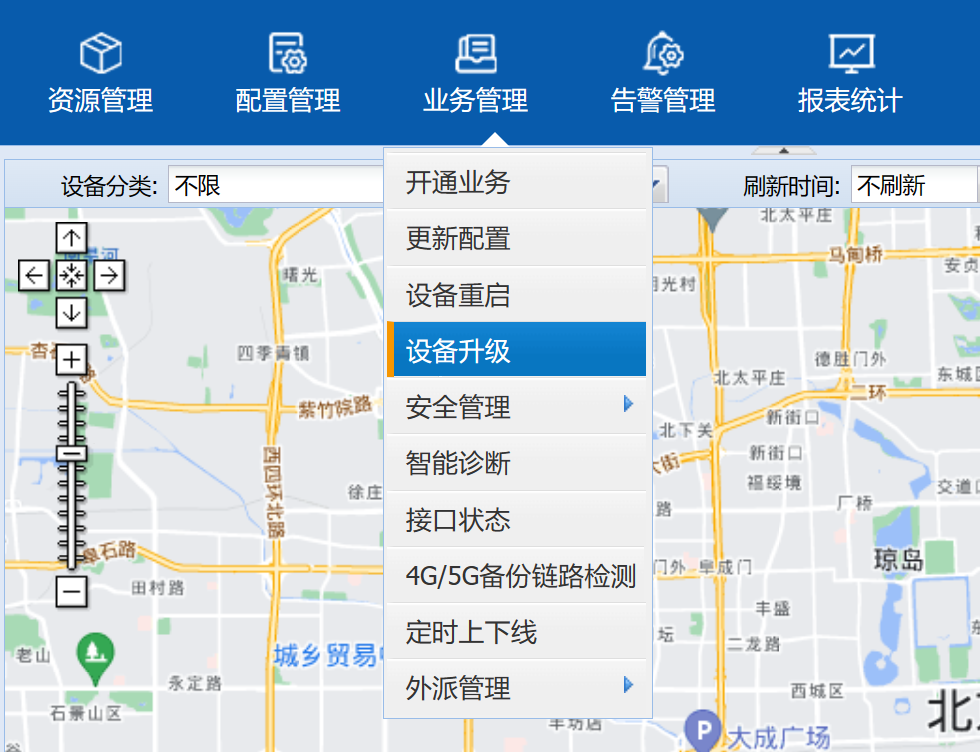 资源管理 配置管理 业务管理 告警管理 报表统计
设备分类: 不限 刷新时间: 不刷新
开通业务
更新配置
设备重启
设备升级
安全管理
智能诊断
接口状态
4G/5G备份链路检测
定时上下线
外派管理
北太平庄
马甸桥
安贞
曙光
月光村
四季青镇
德胜门外
北太平庄
东城区
二环
紫竹院路
新街口
北下关
新街口
大街
西四环北路
福绥境
交道口
徐庄
厂桥
路
阜石路
琼岛
门外
阜成门
田村路
丰盛
坛
二龙路
老山
城乡贸易
永定路
西城区
石景山区
羊坊店
P
大成广场
北